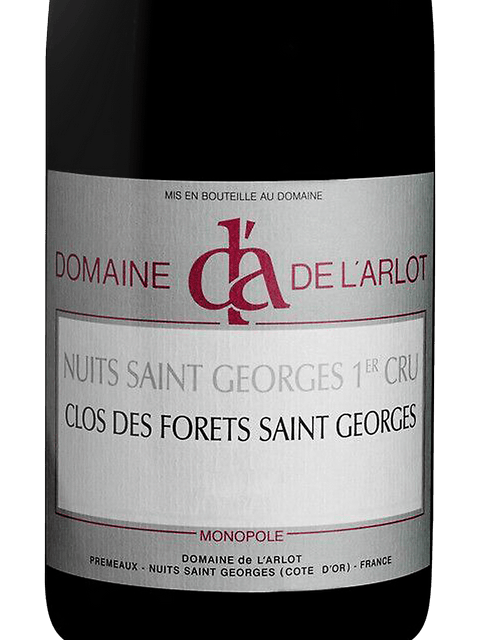 MIS EN BOUTEILLE AU DOMAINE
DOMAINE d'a DE L'ARLOT
NUITS SAINT GEORGES 1ER CRU
CLOS DES FORETS SAINT GEORGES
MONOPOLE
DOMAINE de L'ARLOT
PREMEAUX - NUITS SAINT GEORGES (COTE D'OR) - FRANCE